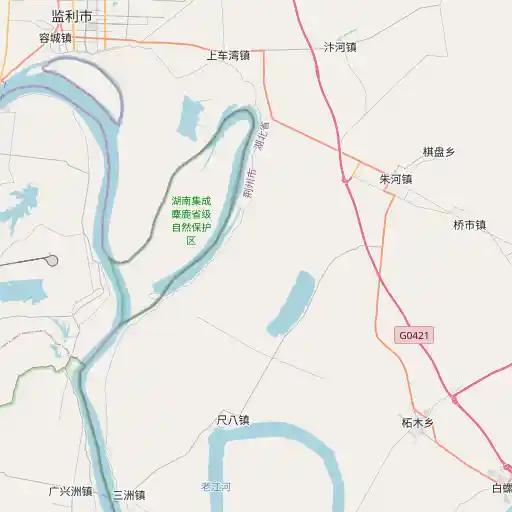 监利市
容城镇
上车湾镇
汴河镇
湖北省
荆州市
棋盘乡
朱河镇
湖南集成
麋鹿省级
自然保护
区
桥市镇
G0421
尺八镇
柘木乡
老江河
广兴洲镇
三洲镇
白螺